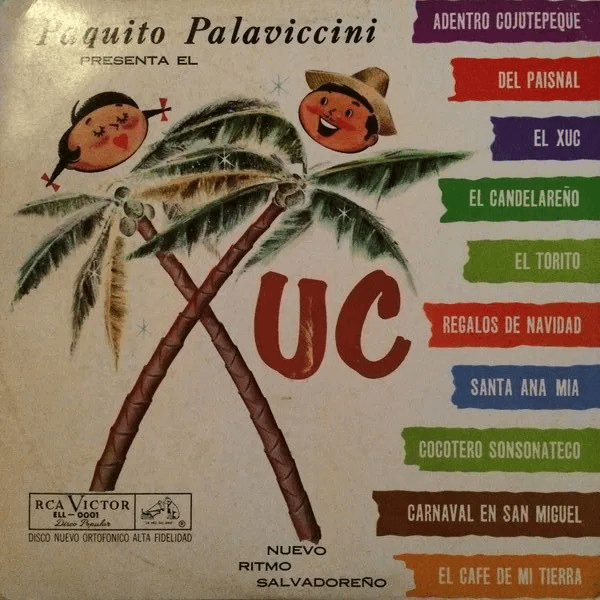 Paquito Palaviccini
PRESENTA EL
XUC
ADENTRO COJUTEPEQUE
DEL PAISNAL
EL XUC
EL CANDELAREÑO
EL TORITO
REGALOS DE NAVIDAD
SANTA ANA MIA
COCOTERO SONSONATECO
CARNAVAL EN SAN MIGUEL
EL CAFE DE MI TIERRA
RCA VICTOR
ELL-0001
Disco Popular
DISCO NUEVO ORTOFONICO ALTA FIDELIDAD
NUEVO
RITMO
SALVADOREÑO